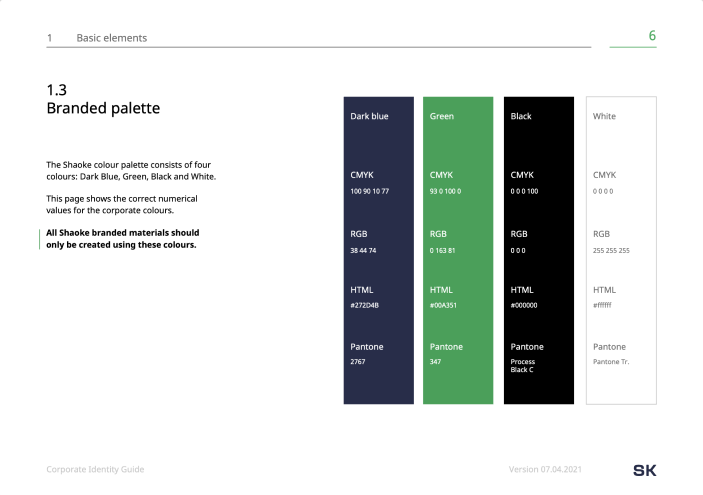 1 Basic elements 6
1.3
Branded palette
The Shaoke colour palette consists of four
colours: Dark Blue, Green, Black and White.
This page shows the correct numerical
values for the corporate colours.
All Shaoke branded materials should
only be created using these colours.
Dark blue
CMYK
100 90 10 77
RGB
38 44 74
HTML
#272D4B
Pantone
2767
Green
CMYK
93 0 100 0
RGB
0 163 81
HTML
#00A351
Pantone
347
Black
CMYK
0 0 0 100
RGB
0 0 0
HTML
#000000
Pantone
Process
Black C
White
CMYK
0 0 0 0
RGB
255 255 255
HTML
#ffffff
Pantone
Pantone Tr.
Corporate Identity Guide
Version 07.04.2021
SK